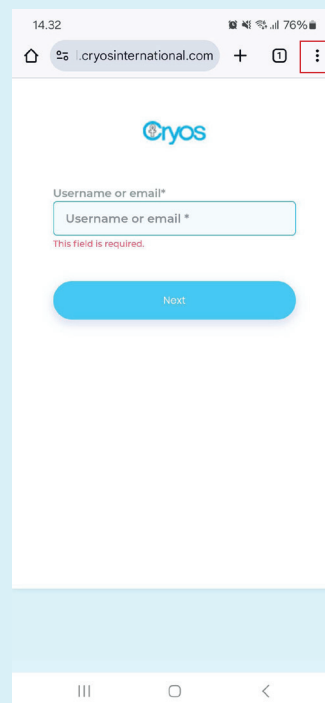 14.32 76%
.cryosinternational.com 1
Cryos
Username or email*
Username or email *
This field is required.
Next